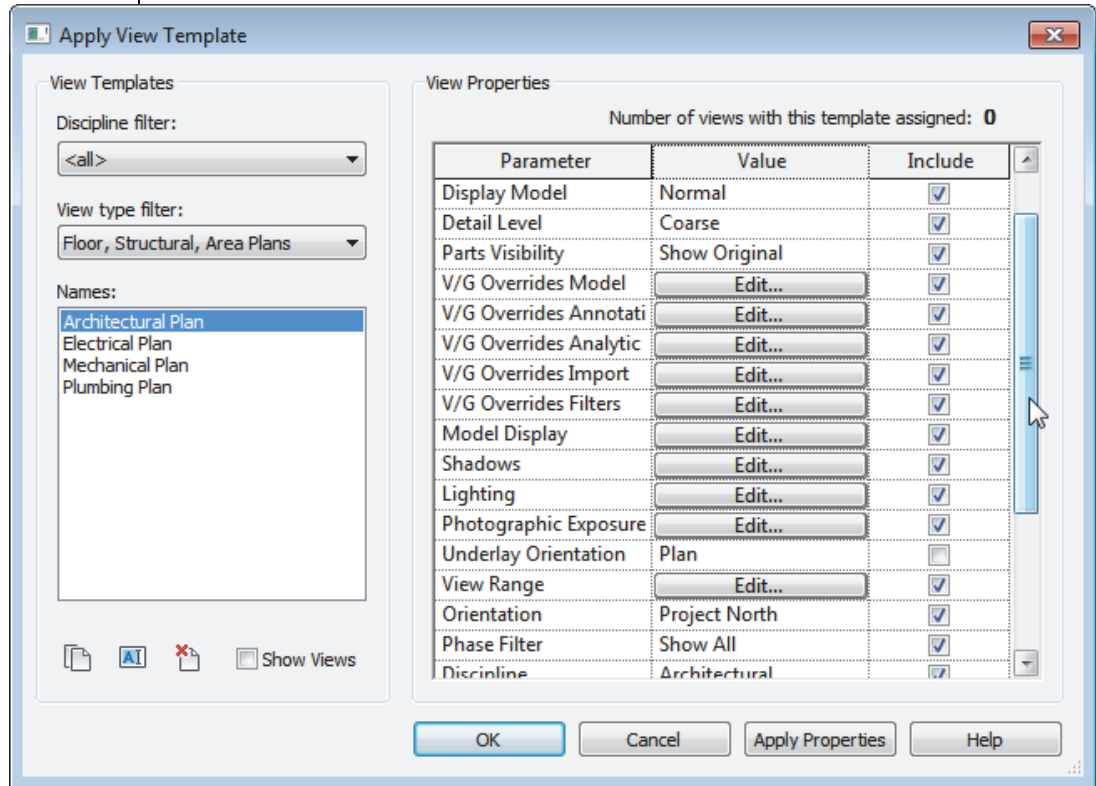 Apply View Template
View Templates
Discipline filter:
<all>
View type filter:
Floor, Structural, Area Plans
Names:
Architectural Plan
Electrical Plan
Mechanical Plan
Plumbing Plan
AI
Show Views
View Properties
Number of views with this template assigned: 0
Parameter Value Include
Display Model Normal
Detail Level Coarse
Parts Visibility Show Original
V/G Overrides Model Edit...
V/G Overrides Annotati Edit...
V/G Overrides Analytic Edit...
V/G Overrides Import Edit...
V/G Overrides Filters Edit...
Model Display Edit...
Shadows Edit...
Lighting Edit...
Photographic Exposure Edit...
Underlay Orientation Plan
View Range Edit...
Orientation Project North
Phase Filter Show All
Discipline Architectural
OK Cancel Apply Properties Help